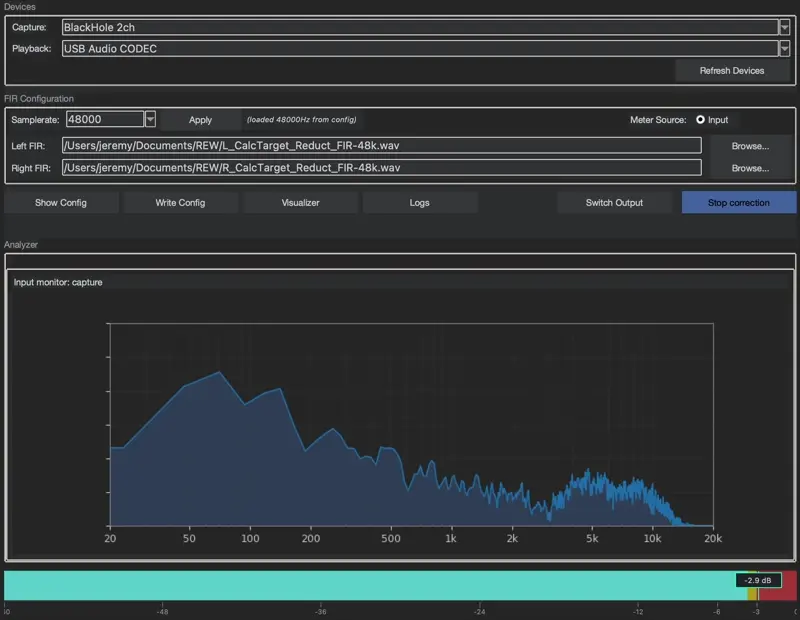 Devices
Capture: BlackHole 2ch
Playback: USB Audio CODEC
Refresh Devices
FIR Configuration
Samplerate: 48000 Apply (loaded 48000Hz from config) Meter Source: Input
Left FIR: /Users/jeremy/Documents/REW/L_CalcTarget_Reduct_FIR-48k.wav Browse...
Right FIR: /Users/jeremy/Documents/REW/R_CalcTarget_Reduct_FIR-48k.wav Browse...
Show Config Write Config Visualizer Logs Switch Output Stop correction
Analyzer
Input monitor: capture
20 50 100 200 500 1k 2k 5k 10k 20k
-2.9 dB
-48 -36 -24 -12 -6 -3